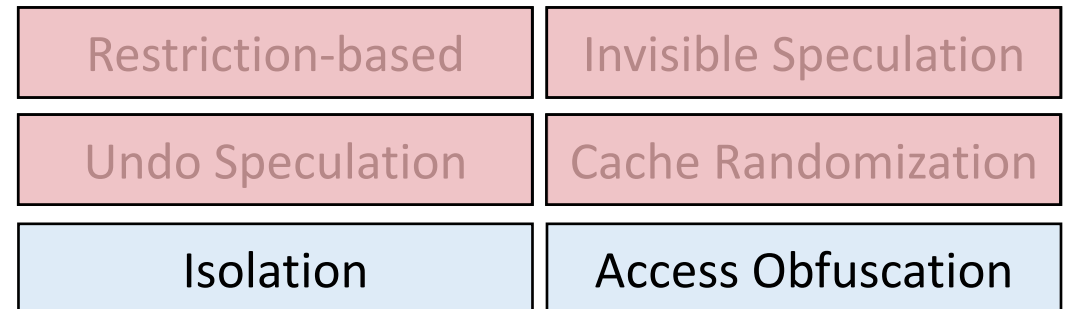 Restriction-based
Invisible Speculation
Undo Speculation
Cache Randomization
Isolation
Access Obfuscation